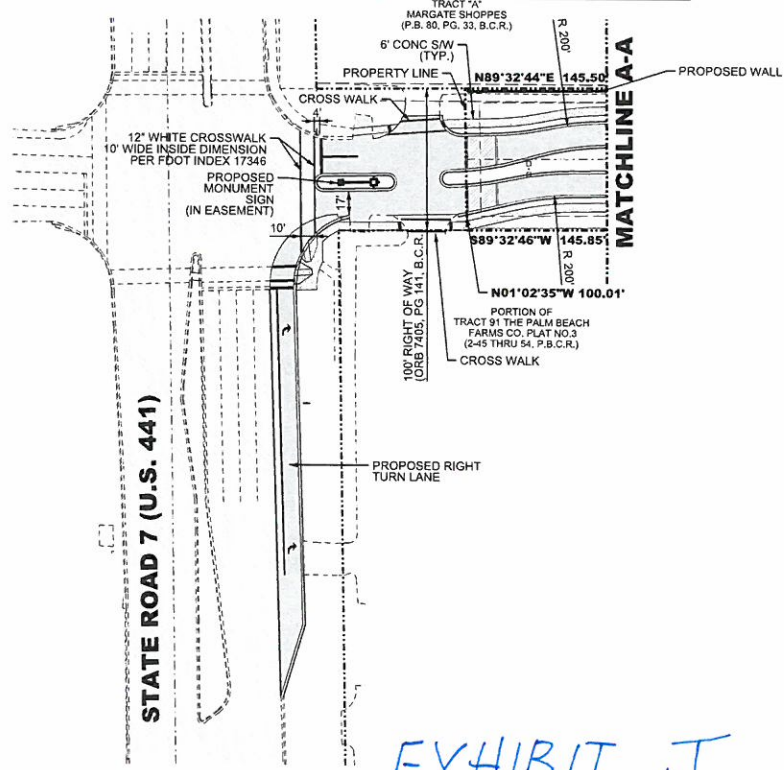 TRACT "A"
MARGATE SHOPPES
(P.B. 80, PG. 33, B.C.R.)
6' CONC S/W
(TYP.)
R 200'
PROPERTY LINE
N89°32'44"E 145.50'
PROPOSED WALL
CROSS WALK
4'
12" WHITE CROSSWALK
10' WIDE INSIDE DIMENSION
PER FDOT INDEX 17346
PROPOSED
MONUMENT
SIGN
(IN EASEMENT)
17'
10'
MATCHLINE A-A
S89°32'46"W 145.85'
R 200'
N01°02'35"W 100.01'
100' RIGHT OF WAY
(ORB 7405, PG 141, B.C.R.)
PORTION OF
TRACT 91 THE PALM BEACH
FARMS CO. PLAT NO.3
(2-45 THRU 54, P.B.C.R.)
CROSS WALK
STATE ROAD 7 (U.S. 441)
PROPOSED RIGHT
TURN LANE
EXHIBIT J